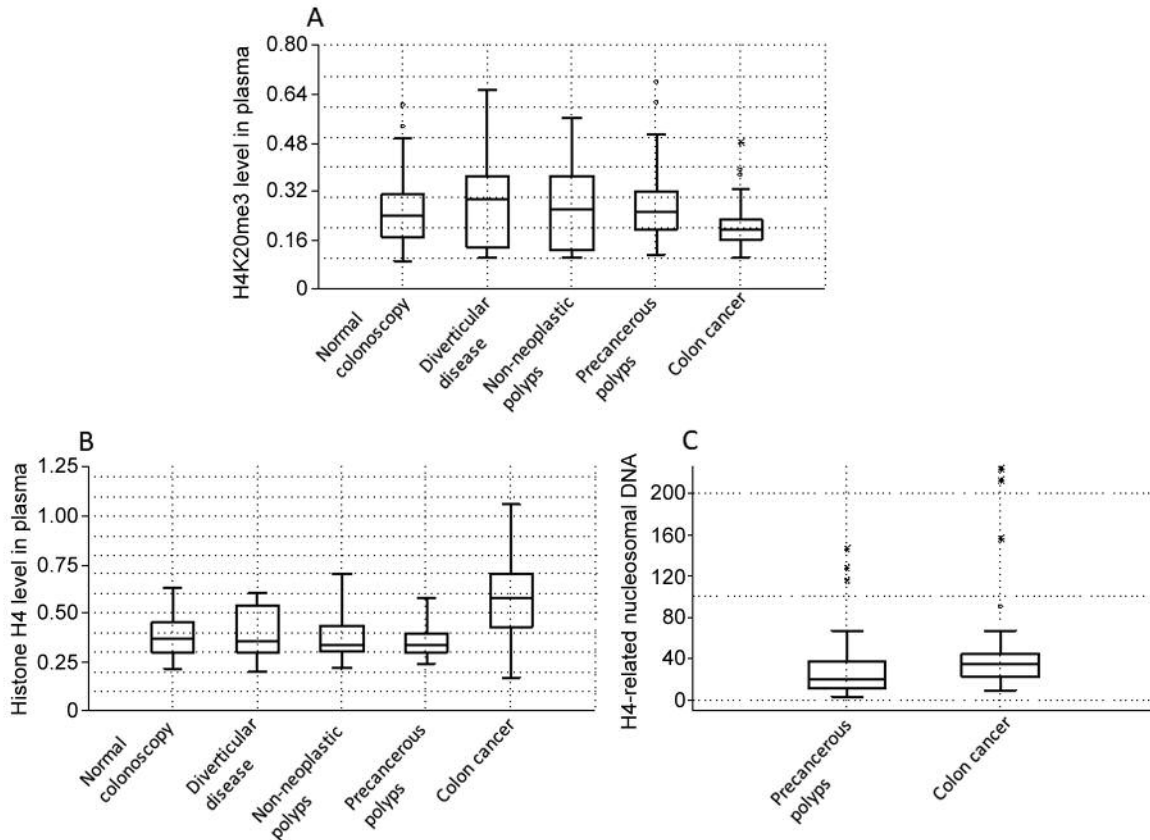 A
H4K20me3 level in plasma
0.80
0.64
0.48
0.32
0.16
0
Normal
colonoscopy
Diverticular
disease
Non-neoplastic
polyps
Precancerous
polyps
Colon cancer
B
Histone H4 level in plasma
1.25
1.00
0.75
0.50
0.25
0
Normal
colonoscopy
Diverticular
disease
Non-neoplastic
polyps
Precancerous
polyps
Colon cancer
C
H4-related nucleosomal DNA
200
160
120
80
40
0
Precancerous
polyps
Colon cancer